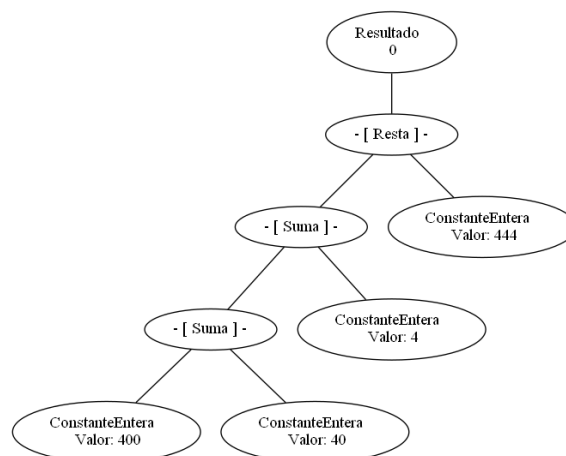 Resultado
0
- [ Resta ] -
- [ Suma ] -
ConstanteEntera
Valor: 444
- [ Suma ] -
ConstanteEntera
Valor: 4
ConstanteEntera
Valor: 400
ConstanteEntera
Valor: 40